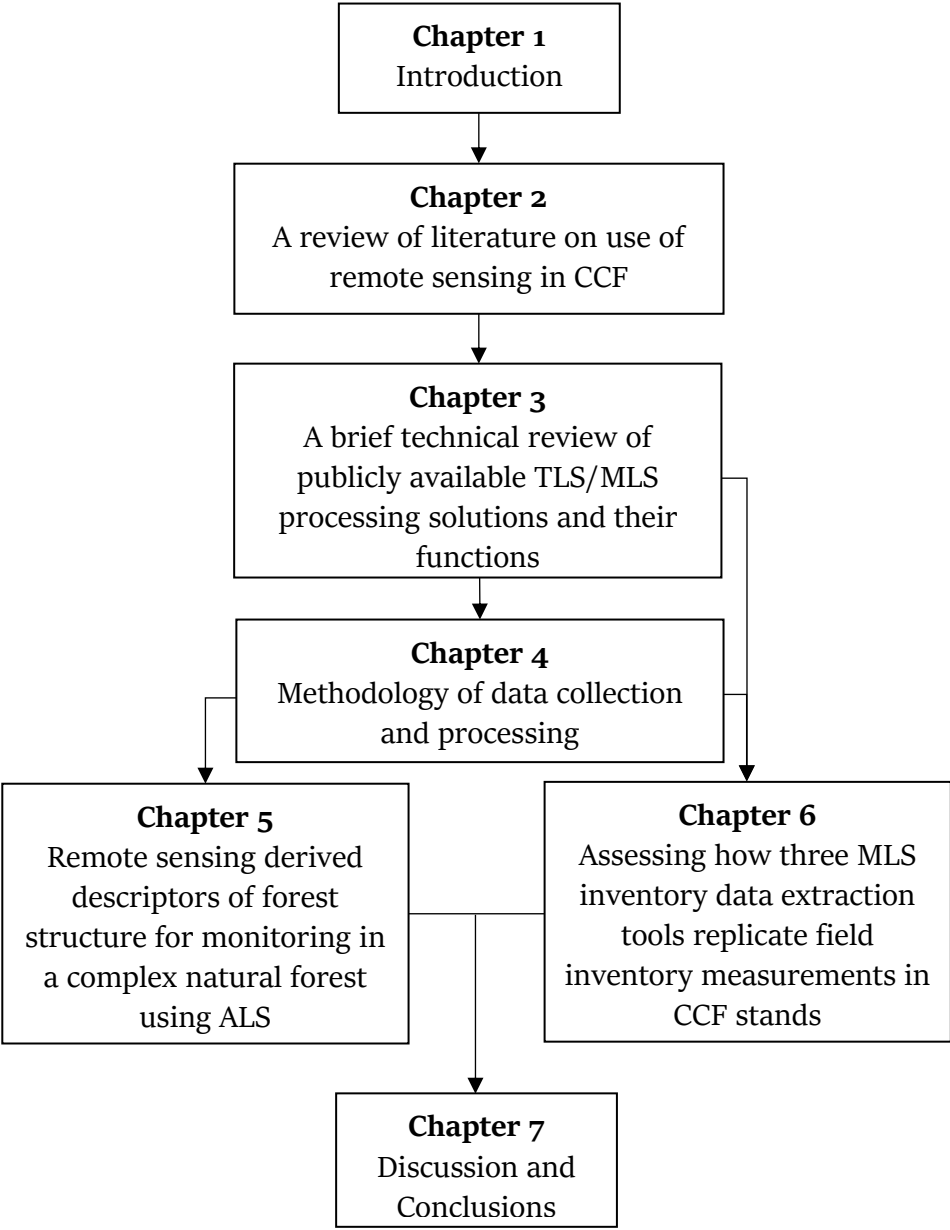 Chapter 1
Introduction
Chapter 2
A review of literature on use of
remote sensing in CCF
Chapter 3
A brief technical review of
publicly available TLS/MLS
processing solutions and their
functions
Chapter 4
Methodology of data collection
and processing
Chapter 5
Remote sensing derived
descriptors of forest
structure for monitoring in
a complex natural forest
using ALS
Chapter 6
Assessing how three MLS
inventory data extraction
tools replicate field
inventory measurements in
CCF stands
Chapter 7
Discussion and
Conclusions